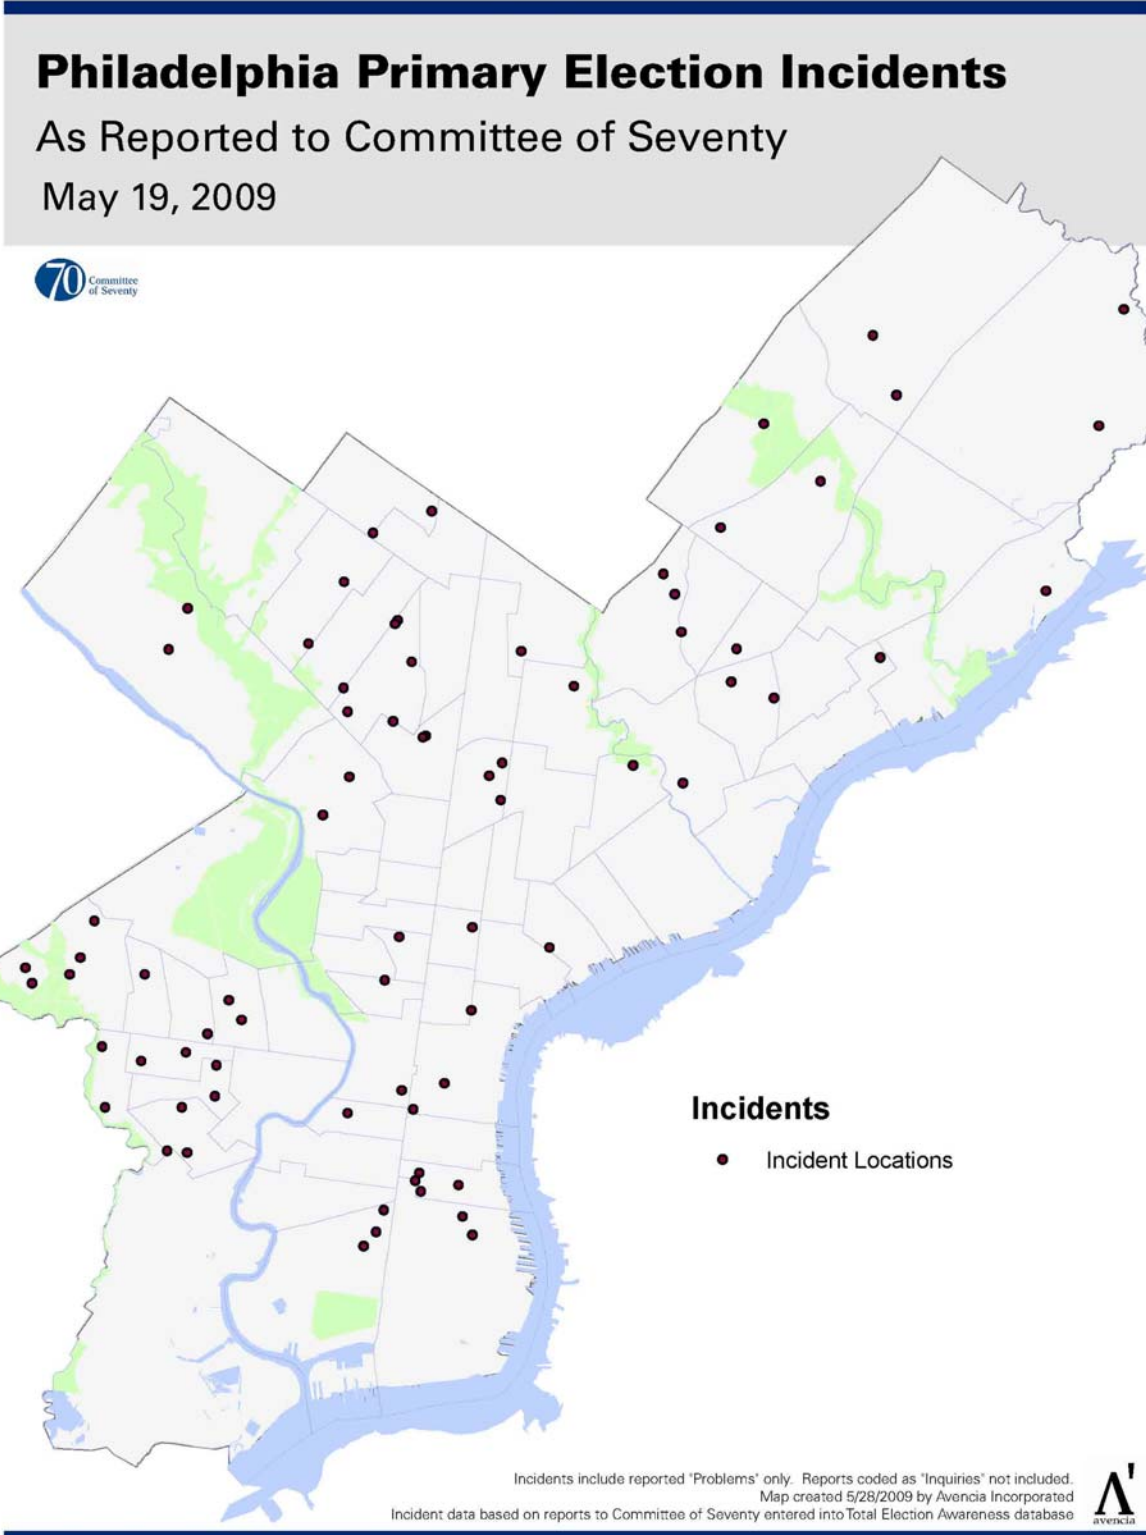 Philadelphia Primary Election Incidents
As Reported to Committee of Seventy
May 19, 2009
70 Committee
of Seventy
Incidents
Incident Locations
Incidents include reported "Problems" only. Reports coded as "Inquiries" not included.
Map created 5/28/2009 by Avencia Incorporated
Incident data based on reports to Committee of Seventy entered into Total Election Awareness database
avencia